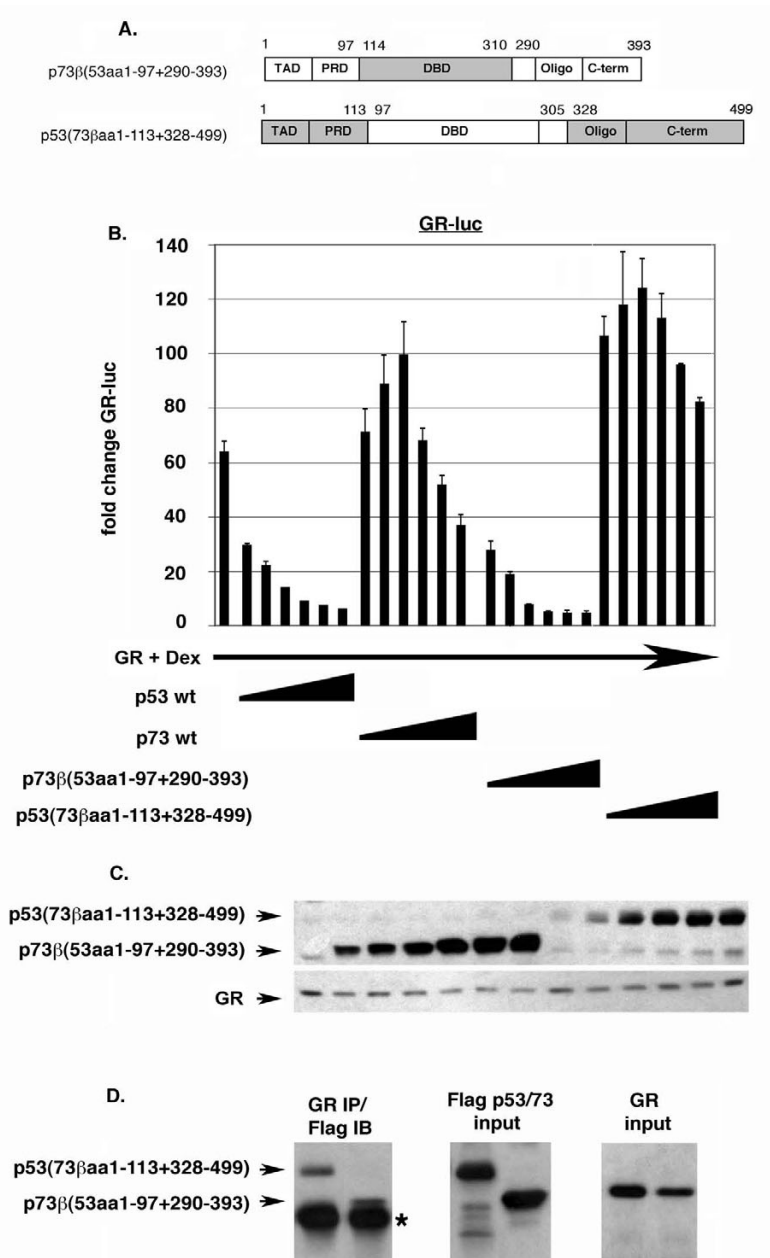 A.
1 97 114 310 290 393
p73β(53aa1-97+290-393) TAD PRD DBD Oligo C-term
1 113 97 305 328 499
p53(73βaa1-113+328-499) TAD PRD DBD Oligo C-term
B.
GR-luc
fold change GR-luc
140
120
100
80
60
40
20
0
GR + Dex
p53 wt
p73 wt
p73β(53aa1-97+290-393)
p53(73βaa1-113+328-499)
C.
p53(73βaa1-113+328-499)
p73β(53aa1-97+290-393)
GR
D.
GR IP/
Flag IB
Flag p53/73
input
GR
input
p53(73βaa1-113+328-499)
p73β(53aa1-97+290-393)
*